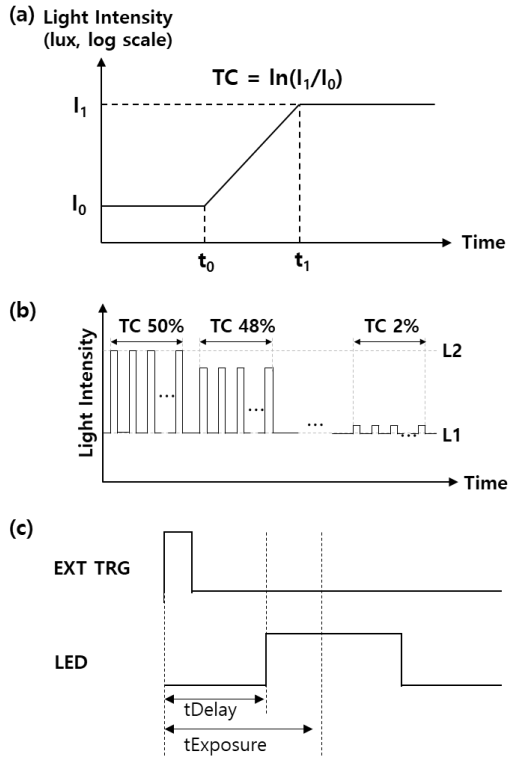 (a) Light Intensity
(lux, log scale)
TC = ln(I₁/I₀)
I₁
I₀
Time
t₀ t₁
(b)
TC 50% TC 48% TC 2%
L2
Light Intensity
...
...
...
...
L1
Time
(c)
EXT TRG
LED
tDelay
tExposure